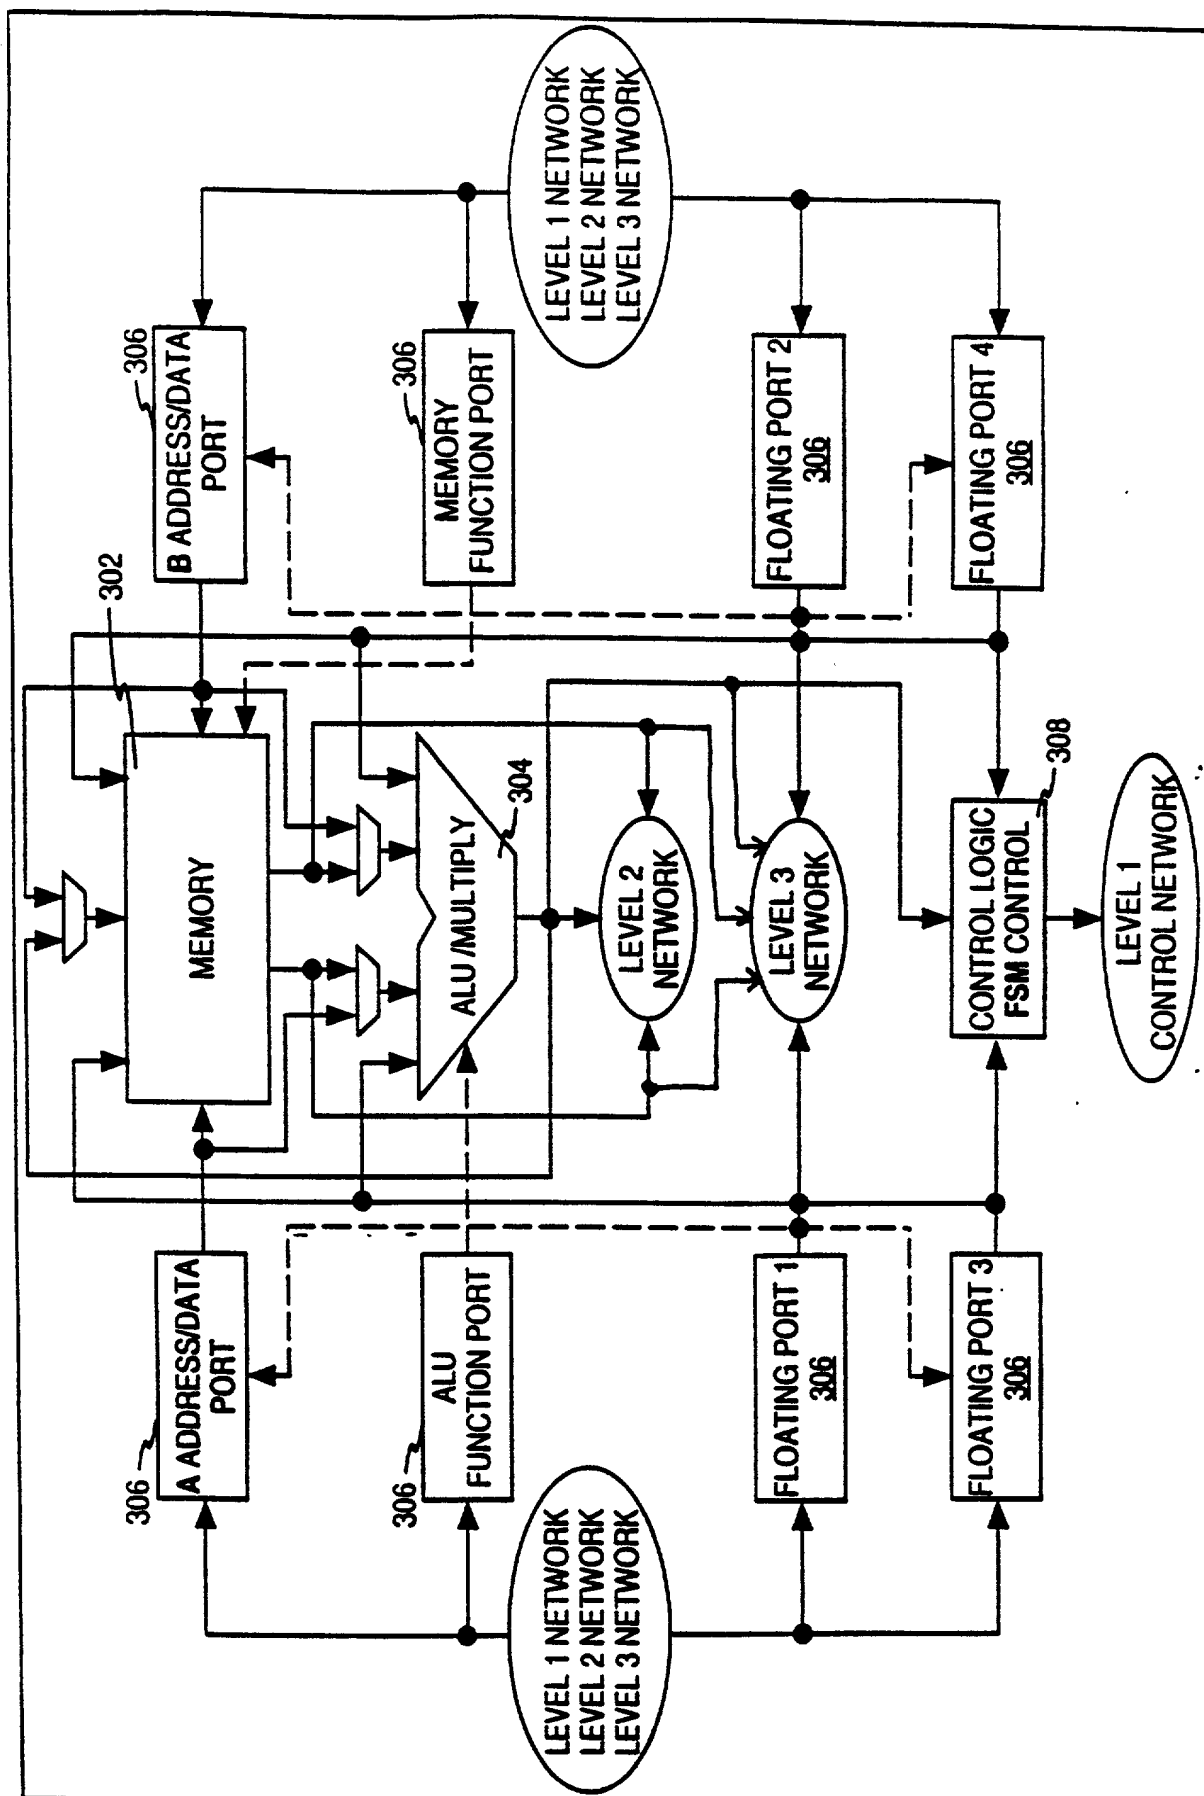 306
A ADDRESS/DATA
PORT
302
MEMORY
306
B ADDRESS/DATA
PORT
306
ALU
FUNCTION PORT
ALU /MULTIPLY
304
306
MEMORY
FUNCTION PORT
LEVEL 1 NETWORK
LEVEL 2 NETWORK
LEVEL 3 NETWORK
LEVEL 2
NETWORK
LEVEL 1 NETWORK
LEVEL 2 NETWORK
LEVEL 3 NETWORK
FLOATING PORT 1
306
LEVEL 3
NETWORK
FLOATING PORT 2
306
FLOATING PORT 3
306
CONTROL LOGIC
FSM CONTROL
308
FLOATING PORT 4
306
LEVEL 1
CONTROL NETWORK